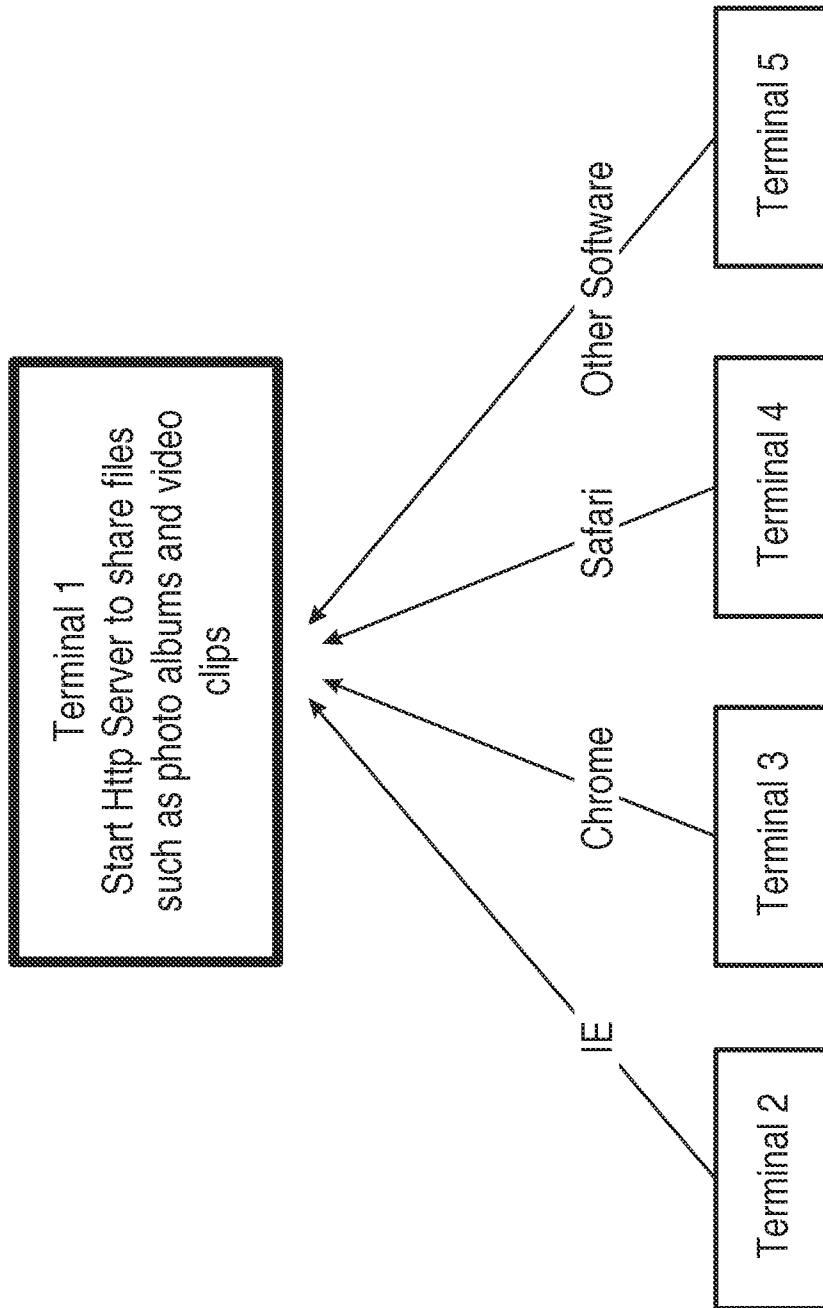 Terminal 1
Start Http Server to share files
such as photo albums and video
clips
IE
Chrome
Safari
Other Software
Terminal 2
Terminal 3
Terminal 4
Terminal 5